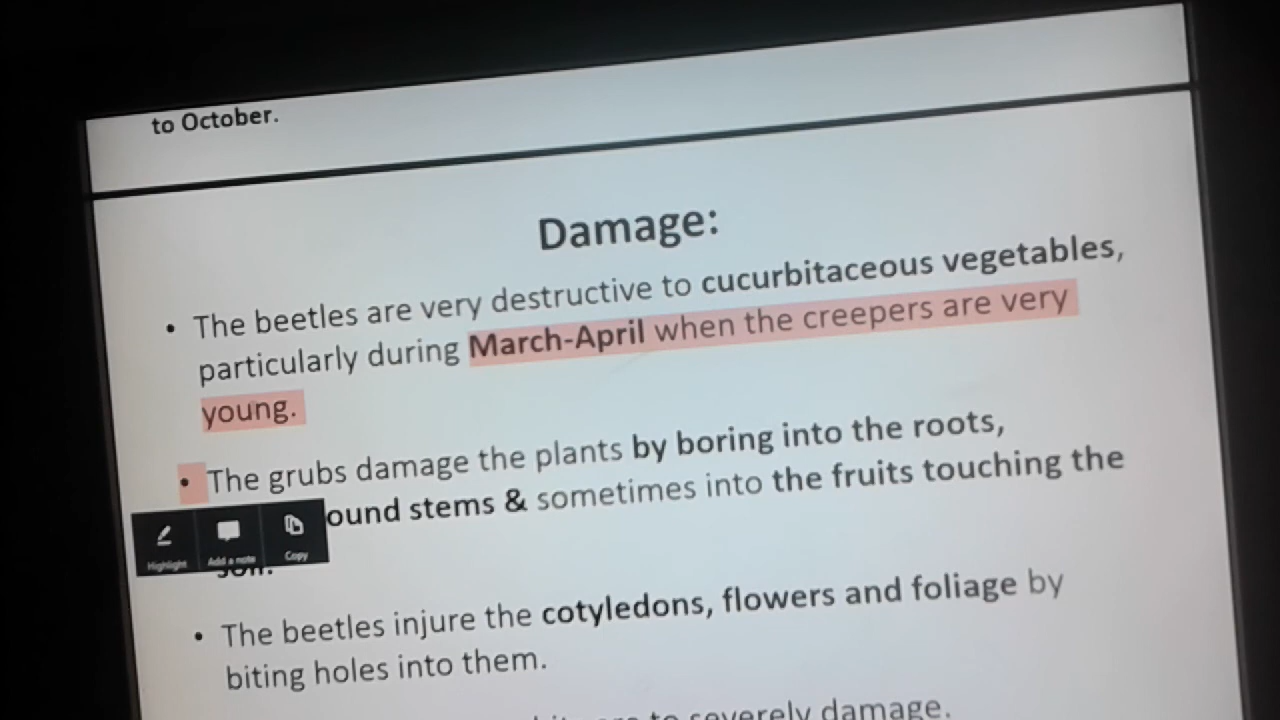 to October.
Damage:
• The beetles are very destructive to cucurbitaceous vegetables,
particularly during March-April when the creepers are very
young.
• The grubs damage the plants by boring into the roots,
ound stems & sometimes into the fruits touching the
soil.
Highlight Add a note Copy
• The beetles injure the cotyledons, flowers and foliage by
biting holes into them.
to severely damage.